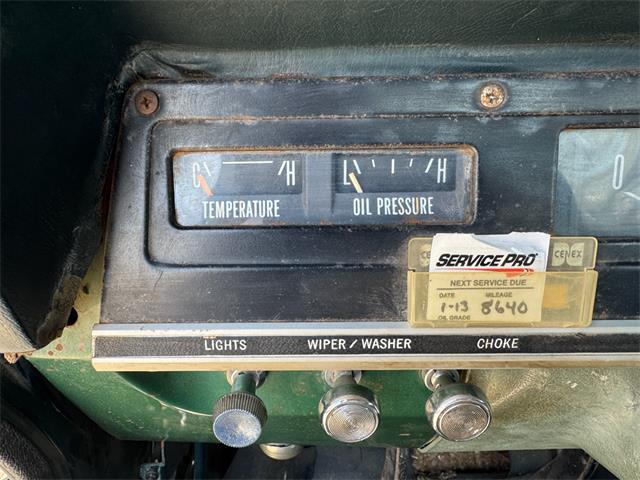 C H
TEMPERATURE
L H
OIL PRESSURE
0
CENEX
SERVICE PRO
NEXT SERVICE DUE
DATE MILEAGE
1-13 8640
OIL GRADE
LIGHTS WIPER/WASHER CHOKE